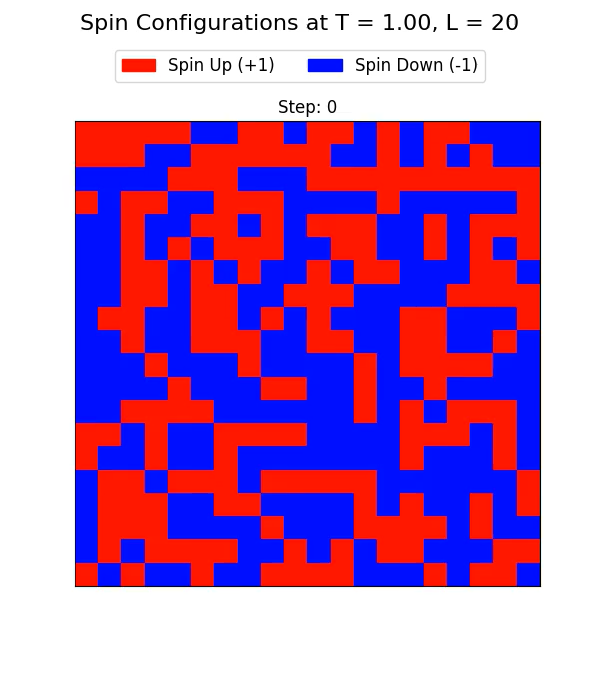 Spin Configurations at T = 1.00, L = 20
Spin Up (+1) Spin Down (-1)
Step: 0